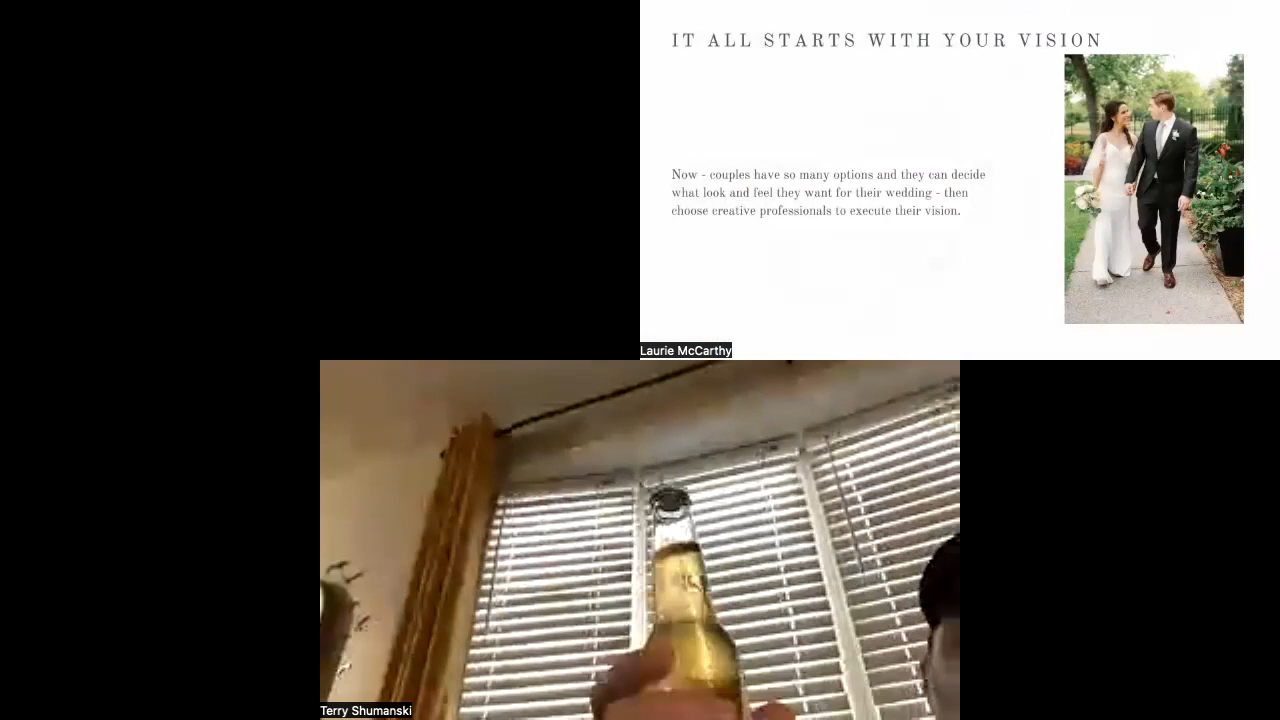 IT ALL STARTS WITH YOUR VISION
Now - couples have so many options and they can decide
what look and feel they want for their wedding - then
choose creative professionals to execute their vision.
Laurie McCarthy
Terry Shumanski